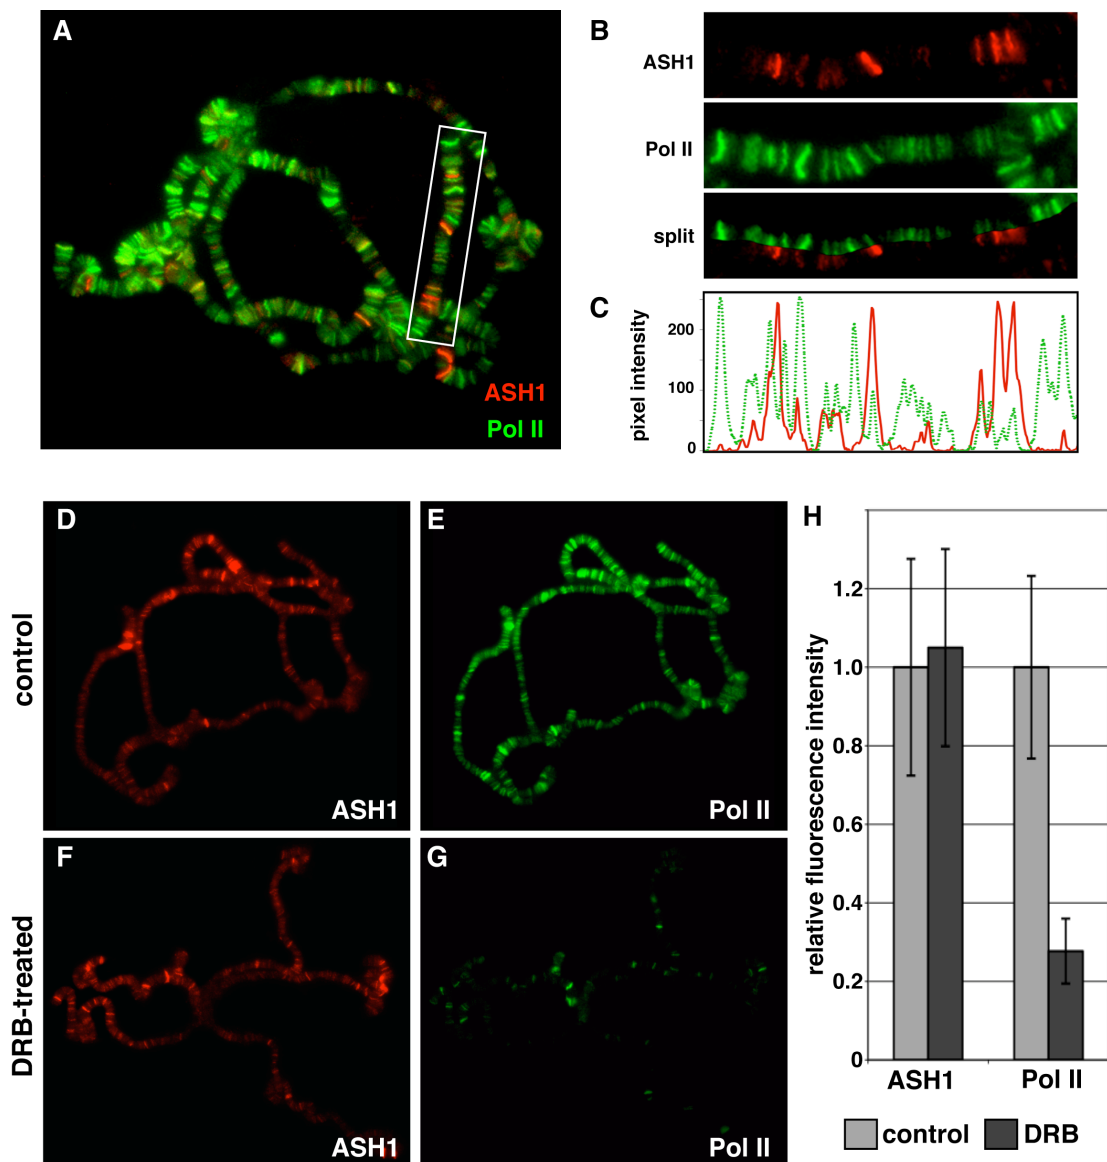 A
ASH1
Pol II
B
ASH1
Pol II
split
C
pixel intensity
200
100
0
control
D
ASH1
E
Pol II
DRB-treated
F
ASH1
G
Pol II
H
relative fluorescence intensity
1.2
1.0
0.8
0.6
0.4
0.2
0
ASH1 Pol II
control DRB